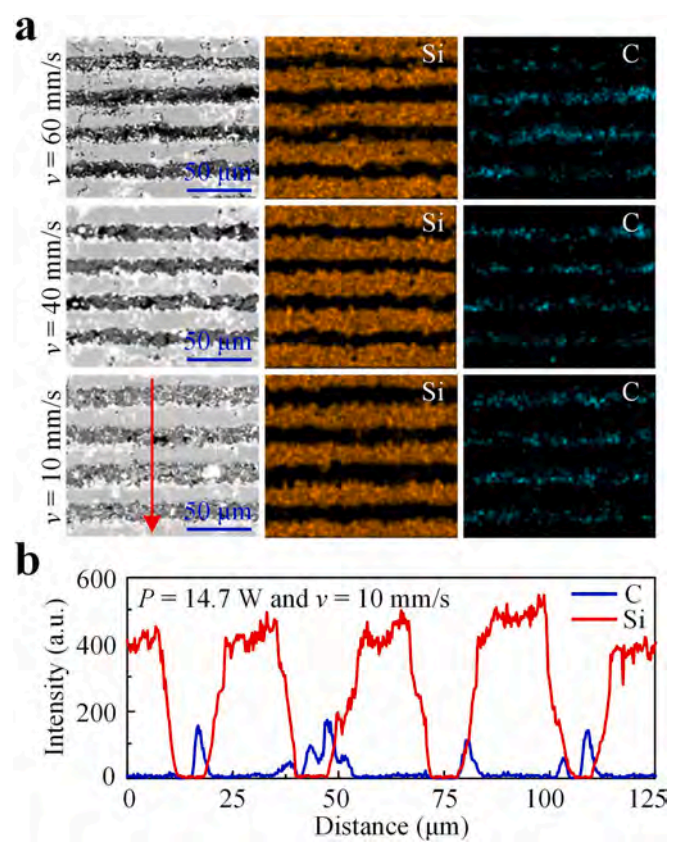 a
v = 60 mm/s
50 μm
Si
C
v = 40 mm/s
50 μm
Si
C
v = 10 mm/s
50 μm
Si
C
b
P = 14.7 W and v = 10 mm/s
C
Si
Intensity (a.u.)
600
400
200
0
0 25 50 75 100 125
Distance (μm)